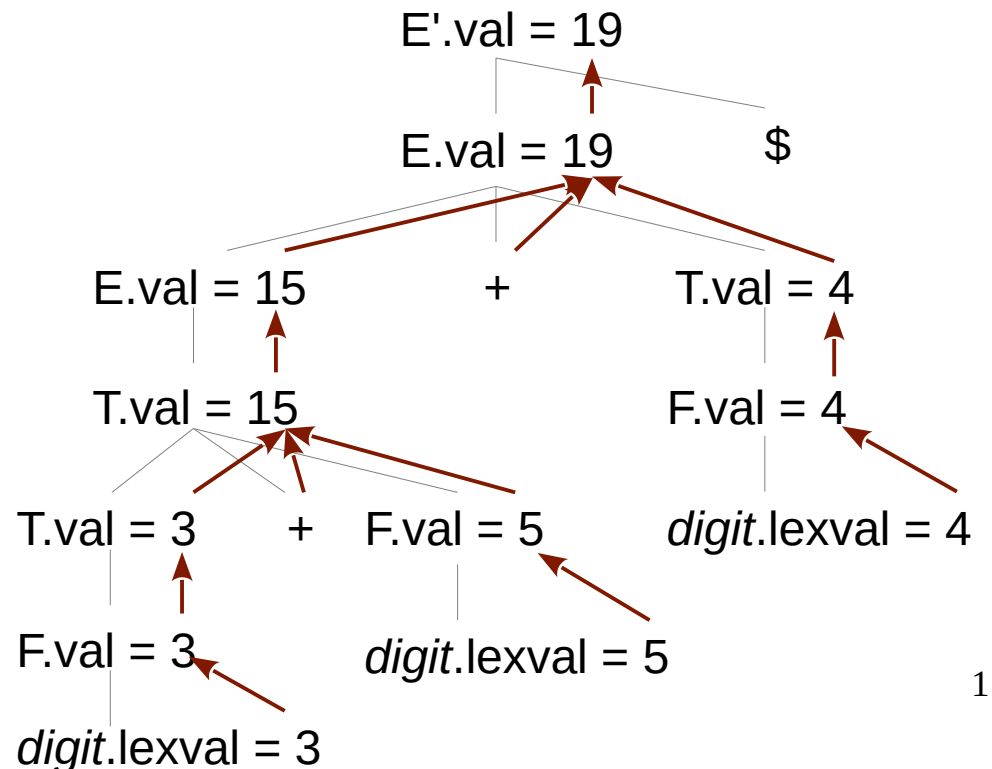 E'.val = 19
E.val = 19 $
E.val = 15 + T.val = 4
T.val = 15 F.val = 4
T.val = 3 + F.val = 5 digit.lexval = 4
F.val = 3 digit.lexval = 5
1
digit.lexval = 3